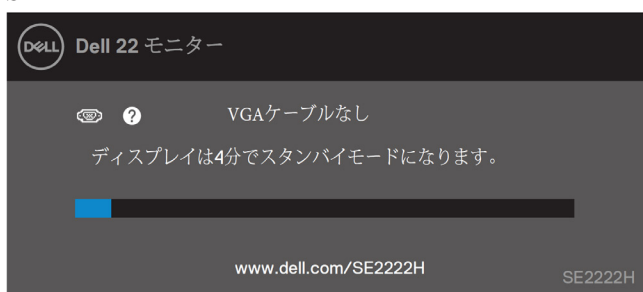 DELL Dell 22 モニター
? VGAケーブルなし
ディスプレイは4分でスタンバイモードになります。
www.dell.com/SE2222H
SE2222H